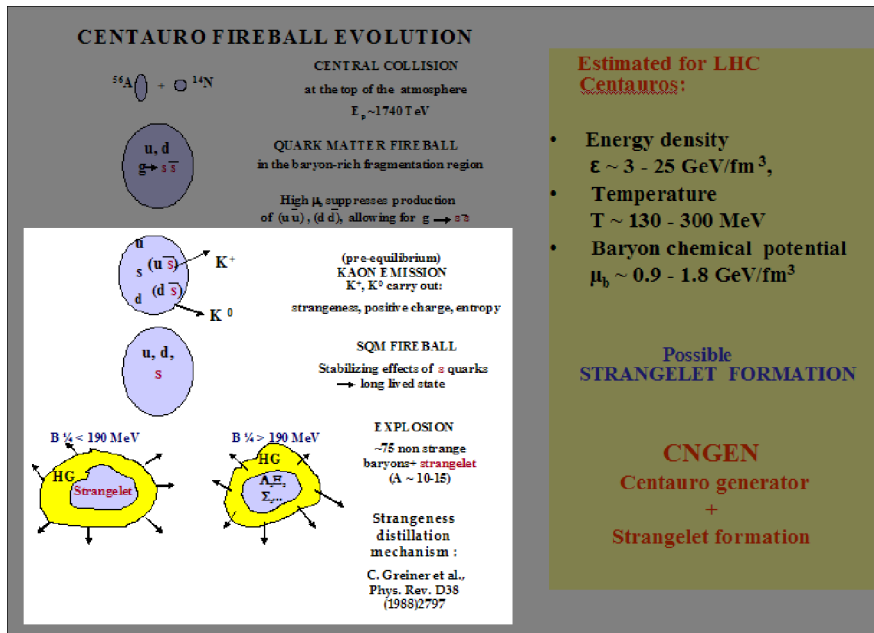 CENTAURO FIREBALL EVOLUTION
⁵⁶A + ¹⁴N
CENTRAL COLLISION
at the top of the atmosphere
E_p ~1740 TeV
u, d
g→ s s̄
QUARK MATTER FIREBALL
in the baryon-rich fragmentation region
High μ_b suppresses production
of (u ū), (d d̄), allowing for g → s s̄
u
s (u s̄)
d (d s̄)
K⁺
K⁰
(pre-equilibrium)
KAON EMISSION
K⁺, K⁰ carry out:
strangeness, positive charge, entropy
u, d,
s
SQM FIREBALL
Stabilizing effects of s quarks
→ long lived state
B ¼ < 190 MeV
HG
Strangelet
B ¼ > 190 MeV
HG
Λ,Ξ,
Σ,...
EXPLOSION
~75 non strange
baryons+ strangelet
(A ~ 10-15)
Strangeness
distillation
mechanism :
C. Greiner et al.,
Phys. Rev. D38
(1988)2797
Estimated for LHC
Centauros:
• Energy density
ε ~ 3 - 25 GeV/fm³,
• Temperature
T ~ 130 - 300 MeV
• Baryon chemical potential
μ_b ~ 0.9 - 1.8 GeV/fm³
Possible
STRANGELET FORMATION
CNGEN
Centauro generator
+
Strangelet formation